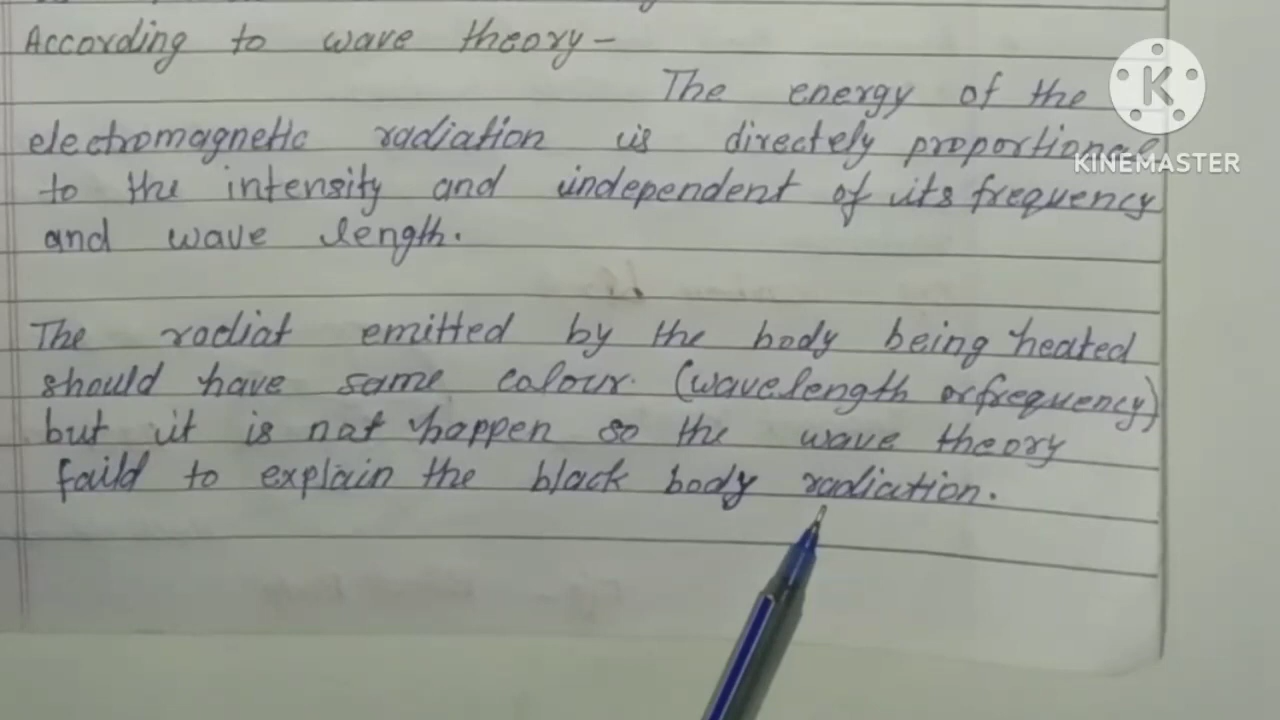 According to wave theory-
The energy of the
electromagnetic radiation is directely proportional
to the intensity and independent of its frequency
and wave length.
The radiat emitted by the body being heated
should have same colour. (wavelength or frequency)
but it is not happen so the wave theory
faild to explain the black body radiation.
K
KINEMASTER